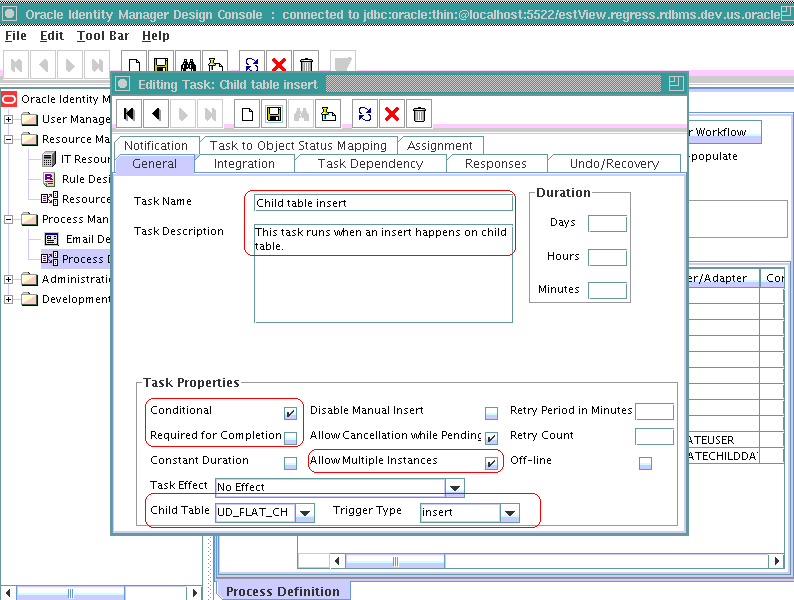 Oracle Identity Manager Design Console : connected to jdbc:oracle:thin:@localhost:5522/estView.regress.rdbms.dev.us.oracle
File Edit Tool Bar Help
Editing Task: Child table insert
Oracle Identity M
User Manage
Resource Ma
IT Resour
Rule Desi
Resource
Process Man
Email De
Process D
Administratio
Development
Notification Task to Object Status Mapping Assignment
General Integration Task Dependency Responses Undo/Recovery
Task Name Child table insert
Task Description This task runs when an insert happens on child
table.
Duration
Days
Hours
Minutes
Workflow
-populate
er/Adapter Cor
ATEUSER
ATECHILDDAT
Task Properties
Conditional Disable Manual Insert Retry Period in Minutes
Required for Completion Allow Cancellation while Pending Retry Count
Constant Duration Allow Multiple Instances Off-line
Task Effect No Effect
Child Table UD_FLAT_CH Trigger Type insert
Process Definition